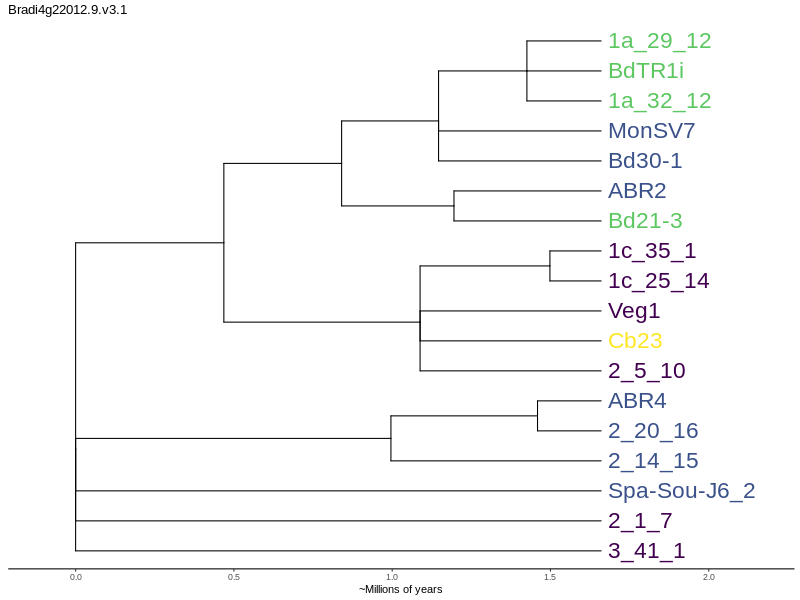 Bradi4g22012.9.v3.1
1a_29_12
BdTR1i
1a_32_12
MonSV7
Bd30-1
ABR2
Bd21-3
1c_35_1
1c_25_14
Veg1
Cb23
2_5_10
ABR4
2_20_16
2_14_15
Spa-Sou-J6_2
2_1_7
3_41_1
0.0 0.5 1.0 1.5 2.0
~Millions of years